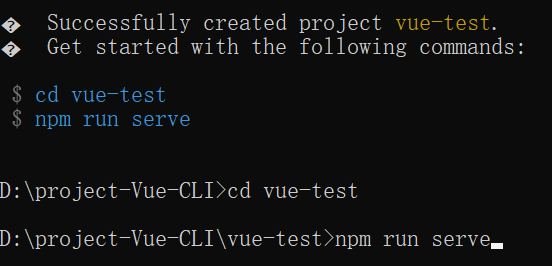 � Successfully created project vue-test.
� Get started with the following commands:
$ cd vue-test
$ npm run serve
D:\project-Vue-CLI>cd vue-test
D:\project-Vue-CLI\vue-test>npm run serve